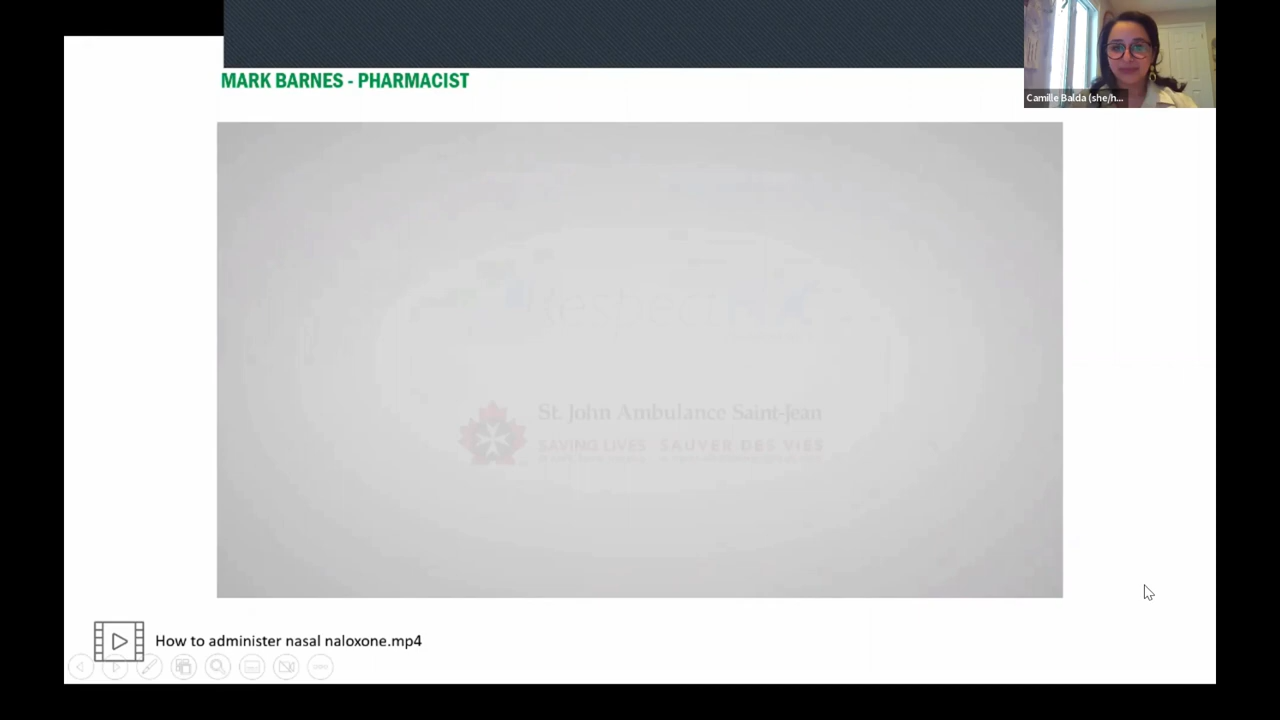 MARK BARNES - PHARMACIST
Camille Balda (she/h...
St. John Ambulance Saint-Jean
SAVING LIVES SAUVER DES VIES
How to administer nasal naloxone.mp4